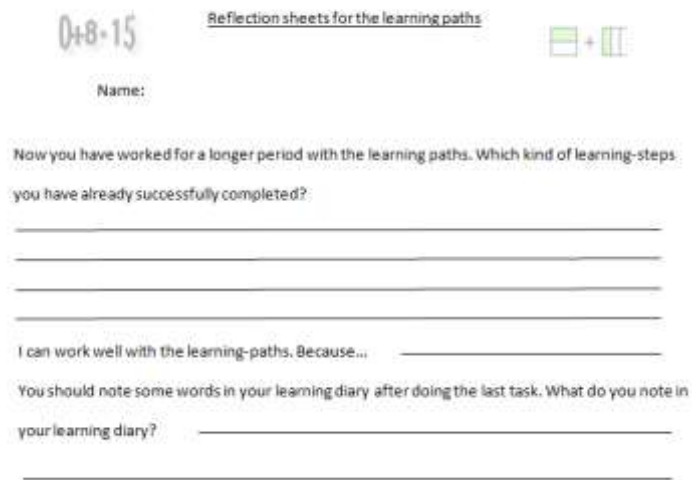 Reflection sheets for the learning paths
0+8-15
+
Name:
Now you have worked for a longer period with the learning paths. Which kind of learning-steps
you have already successfully completed?
I can work well with the learning-paths. Because...
You should note some words in your learning diary after doing the last task. What do you note in
your learning diary?